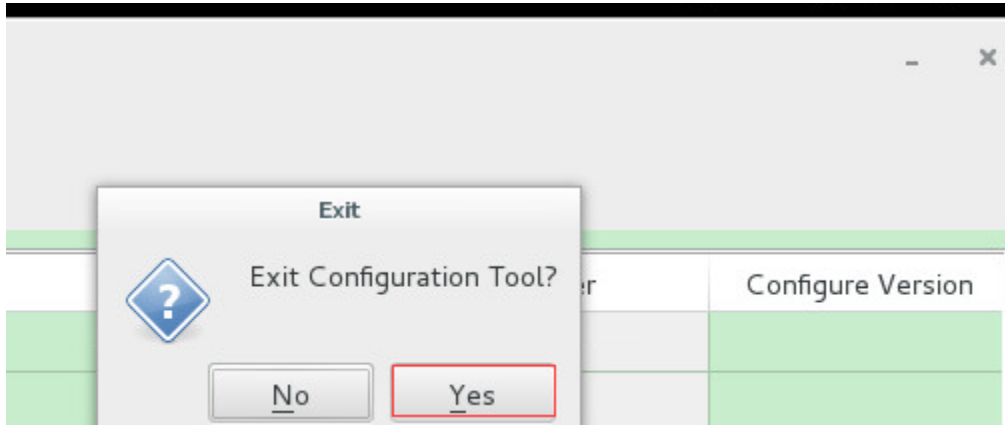 Exit
Exit Configuration Tool?
Configure Version
No
Yes